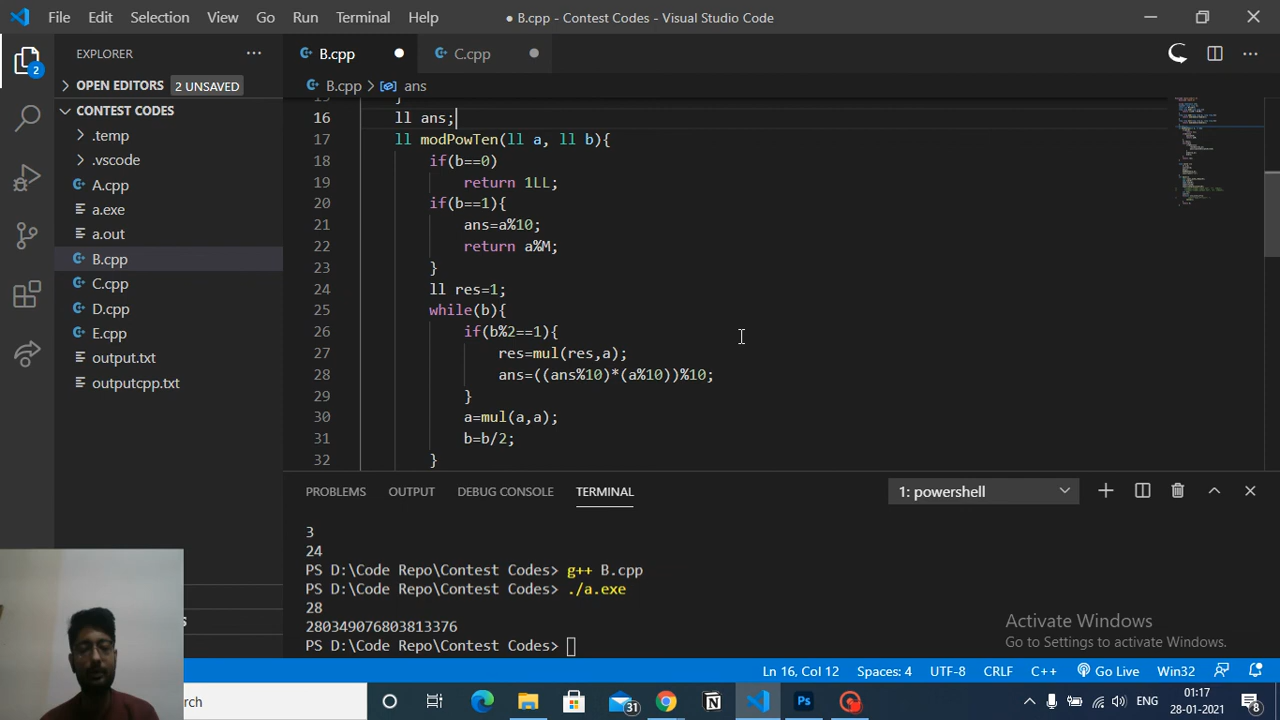 File Edit Selection View Go Run Terminal Help
● B.cpp - Contest Codes - Visual Studio Code
EXPLORER
2
OPEN EDITORS 2 UNSAVED
CONTEST CODES
.temp
.vscode
A.cpp
a.exe
a.out
B.cpp
C.cpp
D.cpp
E.cpp
output.txt
outputcpp.txt
B.cpp
C.cpp
B.cpp > ans
16 ll ans;
17 ll modPowTen(ll a, ll b){
18 if(b==0)
19 return 1LL;
20 if(b==1){
21 ans=a%10;
22 return a%M;
23 }
24 ll res=1;
25 while(b){
26 if(b%2==1){
27 res=mul(res,a);
28 ans=((ans%10)*(a%10))%10;
29 }
30 a=mul(a,a);
31 b=b/2;
32 }
PROBLEMS OUTPUT DEBUG CONSOLE TERMINAL
1: powershell
3
24
PS D:\Code Repo\Contest Codes> g++ B.cpp
PS D:\Code Repo\Contest Codes> ./a.exe
28
280349076803813376
PS D:\Code Repo\Contest Codes>
Activate Windows
Go to Settings to activate Windows.
Ln 16, Col 12 Spaces: 4 UTF-8 CRLF C++ Go Live Win32
rch
31
Ps
ENG
01:17
28-01-2021
8